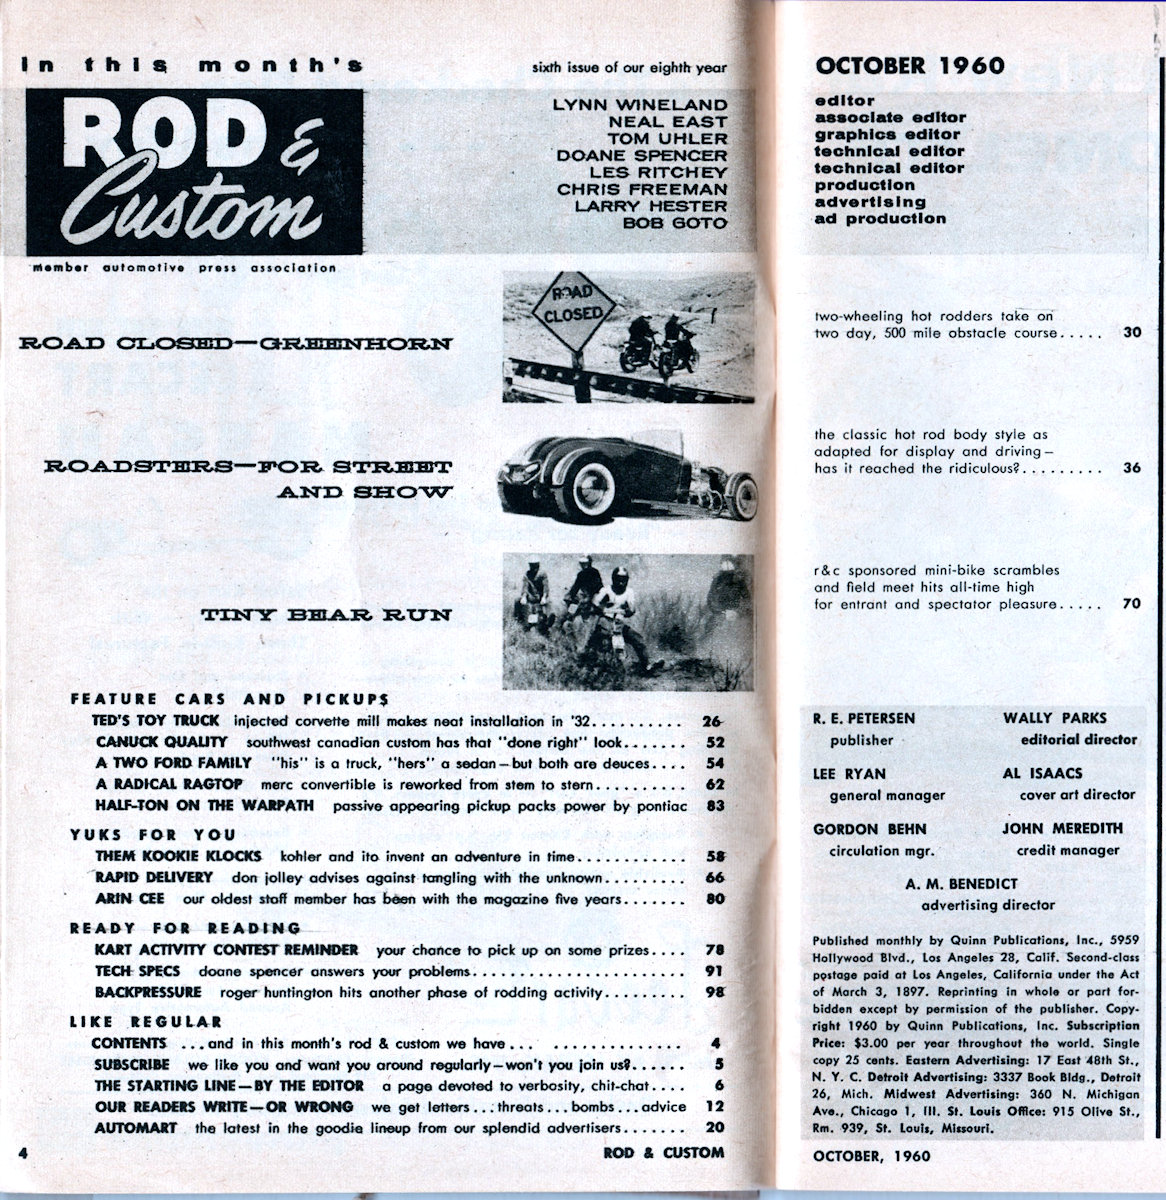 In this month's
sixth issue of our eighth year
ROD &
Custom
member automotive press association
LYNN WINELAND
NEAL EAST
TOM UHLER
DOANE SPENCER
LES RITCHEY
CHRIS FREEMAN
LARRY HESTER
BOB GOTO
OCTOBER 1960
editor
associate editor
graphics editor
technical editor
technical editor
production
advertising
ad production
ROAD CLOSED—GREENHORN
ROAD
CLOSED
two-wheeling hot rodders take on
two day, 500 mile obstacle course..... 30
ROADSTERS—FOR STREET
AND SHOW
the classic hot rod body style as
adapted for display and driving—
has it reached the ridiculous?......... 36
TINY BEAR RUN
r&c sponsored mini-bike scrambles
and field meet hits all-time high
for entrant and spectator pleasure..... 70
FEATURE CARS AND PICKUPS
TED'S TOY TRUCK injected corvette mill makes neat installation in '32.......... 26
CANUCK QUALITY southwest canadian custom has that "done right" look....... 52
A TWO FORD FAMILY "his" is a truck, "hers" a sedan—but both are deuces.... 54
A RADICAL RAGTOP merc convertible is reworked from stem to stern.......... 62
HALF-TON ON THE WARPATH passive appearing pickup packs power by pontiac 83
YUKS FOR YOU
THEM KOOKIE KLOCKS kohler and ito invent an adventure in time............ 58
RAPID DELIVERY don jolley advises against tangling with the unknown......... 66
ARIN CEE our oldest staff member has been with the magazine five years....... 80
READY FOR READING
KART ACTIVITY CONTEST REMINDER your chance to pick up on some prizes.... 78
TECH SPECS doane spencer answers your problems........................ 91
BACKPRESSURE roger huntington hits another phase of rodding activity......... 98
LIKE REGULAR
CONTENTS ...and in this month's rod & custom we have... .............. 4
SUBSCRIBE we like you and want you around regularly—won't you join us?...... 5
THE STARTING LINE—BY THE EDITOR a page devoted to verbosity, chit-chat.... 6
OUR READERS WRITE—OR WRONG we get letters...threats...bombs...advice 12
AUTOMART the latest in the goodie lineup from our splendid advertisers....... 20
4
ROD & CUSTOM
R. E. PETERSEN
publisher
WALLY PARKS
editorial director
LEE RYAN
general manager
AL ISAACS
cover art director
GORDON BEHN
circulation mgr.
JOHN MEREDITH
credit manager
A. M. BENEDICT
advertising director
Published monthly by Quinn Publications, Inc., 5959
Hollywood Blvd., Los Angeles 28, Calif. Second-class
postage paid at Los Angeles, California under the Act
of March 3, 1897. Reprinting in whole or part for-
bidden except by permission of the publisher. Copy-
right 1960 by Quinn Publications, Inc. Subscription
Price: $3.00 per year throughout the world. Single
copy 25 cents. Eastern Advertising: 17 East 48th St.,
N. Y. C. Detroit Advertising: 3337 Book Bldg., Detroit
26, Mich. Midwest Advertising: 360 N. Michigan
Ave., Chicago 1, Ill. St. Louis Office: 915 Olive St.,
Rm. 939, St. Louis, Missouri.
OCTOBER, 1960